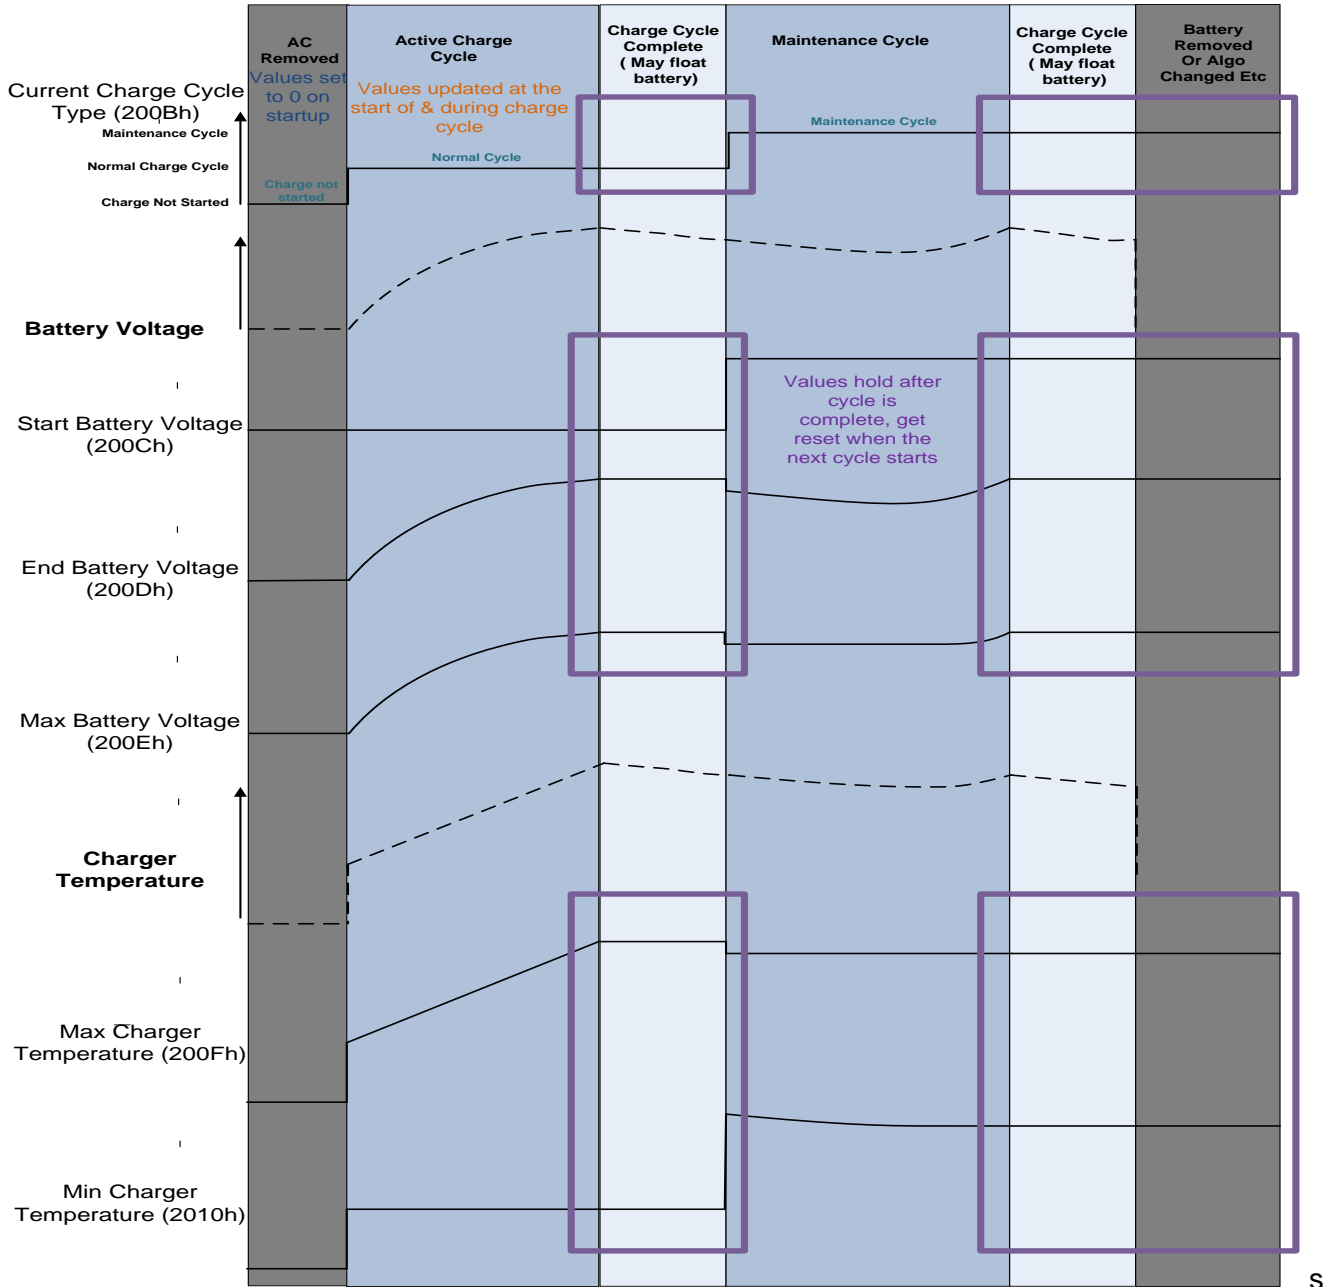 AC
Removed
Values set
to 0 on
startup
Active Charge
Cycle
Values updated at the
start of & during charge
cycle
Charge Cycle
Complete
( May float
battery)
Maintenance Cycle
Charge Cycle
Complete
( May float
battery)
Battery
Removed
Or Algo
Changed Etc
Current Charge Cycle
Type (200Bh)
Maintenance Cycle
Normal Charge Cycle
Charge Not Started
Charge not
started
Normal Cycle
Maintenance Cycle
Battery Voltage
Start Battery Voltage
(200Ch)
Values hold after
cycle is
complete, get
reset when the
next cycle starts
End Battery Voltage
(200Dh)
Max Battery Voltage
(200Eh)
Charger
Temperature
Max Charger
Temperature (200Fh)
Min Charger
Temperature (2010h)
s